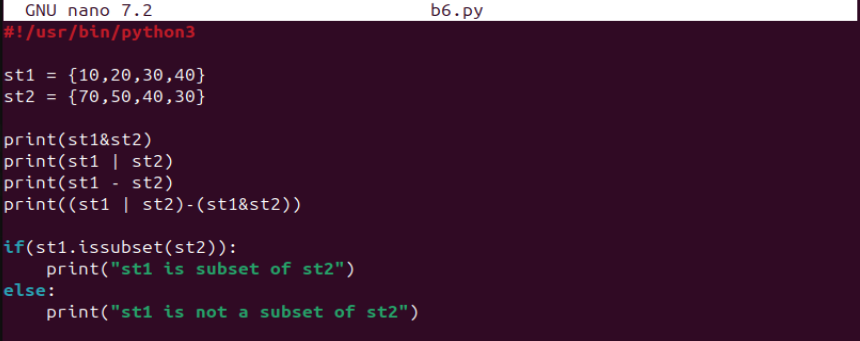 GNU nano 7.2 b6.py
#!/usr/bin/python3
st1 = {10,20,30,40}
st2 = {70,50,40,30}
print(st1&st2)
print(st1 | st2)
print(st1 - st2)
print((st1 | st2)-(st1&st2))
if(st1.issubset(st2)):
    print("st1 is subset of st2")
else:
    print("st1 is not a subset of st2")